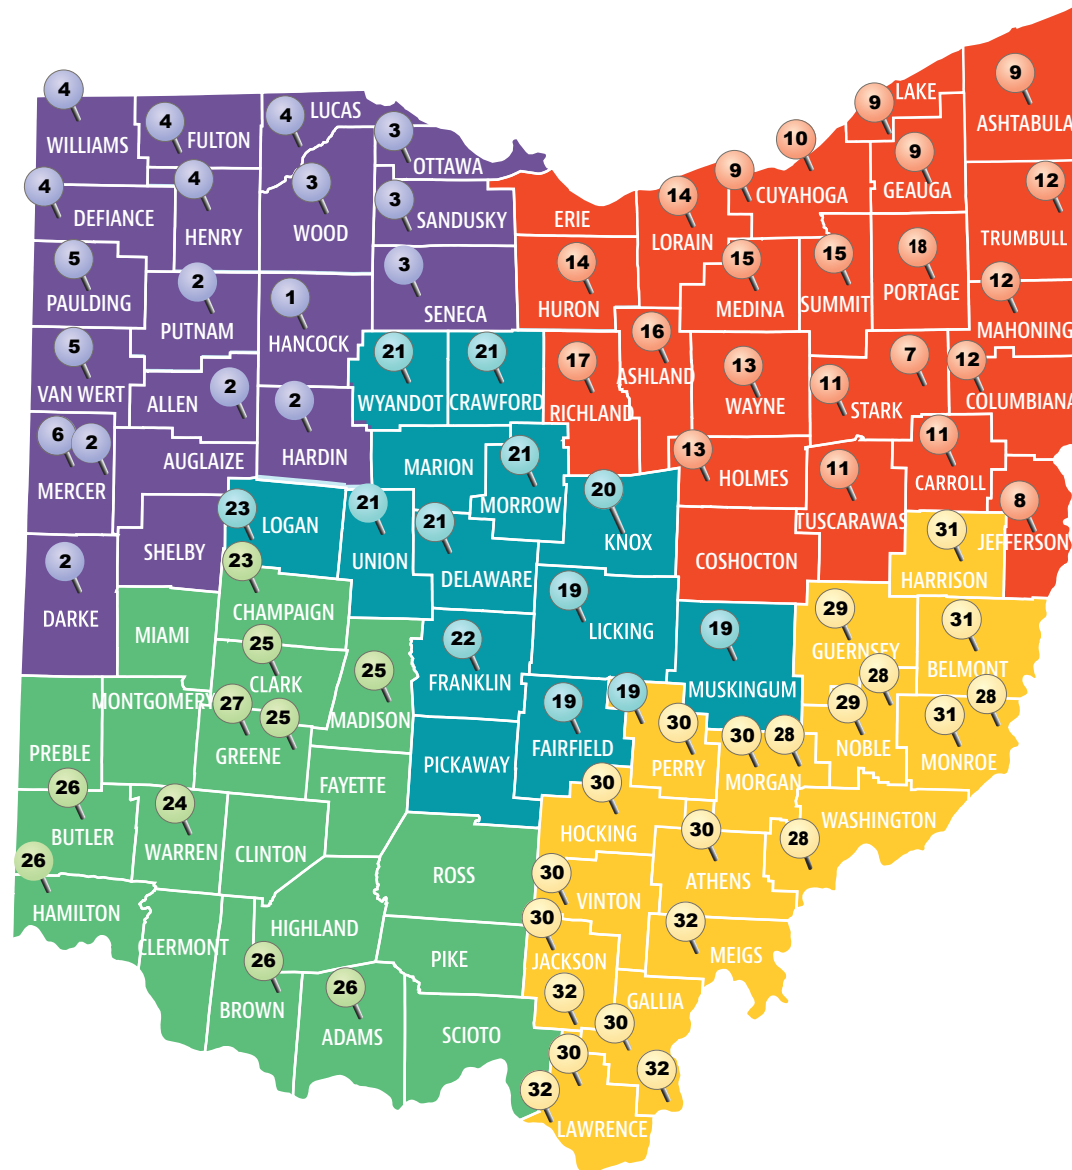 9
LAKE
4
LUCAS
9
ASHTABULA
4
4
WILLIAMS
FULTON
3
OTTAWA
10
9
GEAUGA
4
DEFIANCE
4
HENRY
3
WOOD
3
SANDUSKY
ERIE
14
LORAIN
9
CUYAHOGA
12
TRUMBULL
5
PAULDING
2
PUTNAM
1
HANCOCK
3
SENECA
14
HURON
15
MEDINA
15
SUMMIT
18
PORTAGE
12
MAHONING
5
VAN WERT
2
ALLEN
2
HARDIN
21
WYANDOT
21
CRAWFORD
17
RICHLAND
16
ASHLAND
13
WAYNE
11
7
STARK
12
COLUMBIANA
6
2
MERCER
AUGLAIZE
MARION
21
MORROW
13
HOLMES
11
TUSCARAWAS
11
CARROLL
8
JEFFERSON
2
DARKE
SHELBY
23
LOGAN
21
UNION
21
DELAWARE
20
KNOX
COSHOCTON
31
HARRISON
MIAMI
23
CHAMPAIGN
19
LICKING
19
MUSKINGUM
29
GUERNSEY
31
BELMONT
MONTGOMERY
25
CLARK
25
MADISON
22
FRANKLIN
19
FAIRFIELD
19
28
28
PREBLE
27
25
GREENE
FAYETTE
PICKAWAY
30
PERRY
30
28
MORGAN
29
NOBLE
31
MONROE
26
BUTLER
24
WARREN
CLINTON
ROSS
30
HOCKING
30
ATHENS
28
WASHINGTON
26
HAMILTON
CLERMONT
HIGHLAND
PIKE
30
VINTON
30
JACKSON
32
32
MEIGS
26
BROWN
26
ADAMS
SCIOTO
GALLIA
30
30
32
32
LAWRENCE